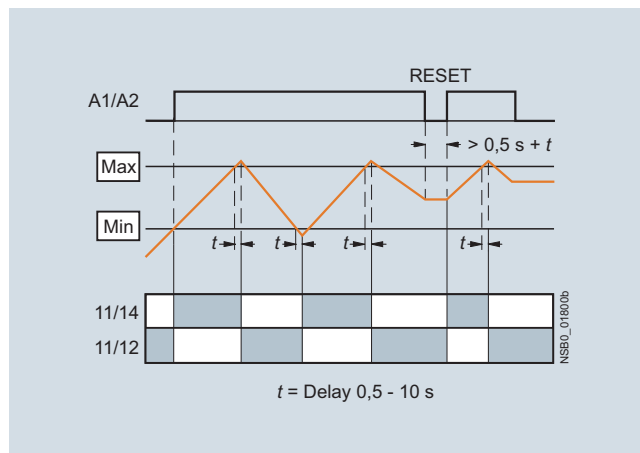 RESET
A1/A2
> 0,5 s + t
Max
Min
t
t
t
t
11/14
11/12
NSB0_01800b
t = Delay 0,5 - 10 s